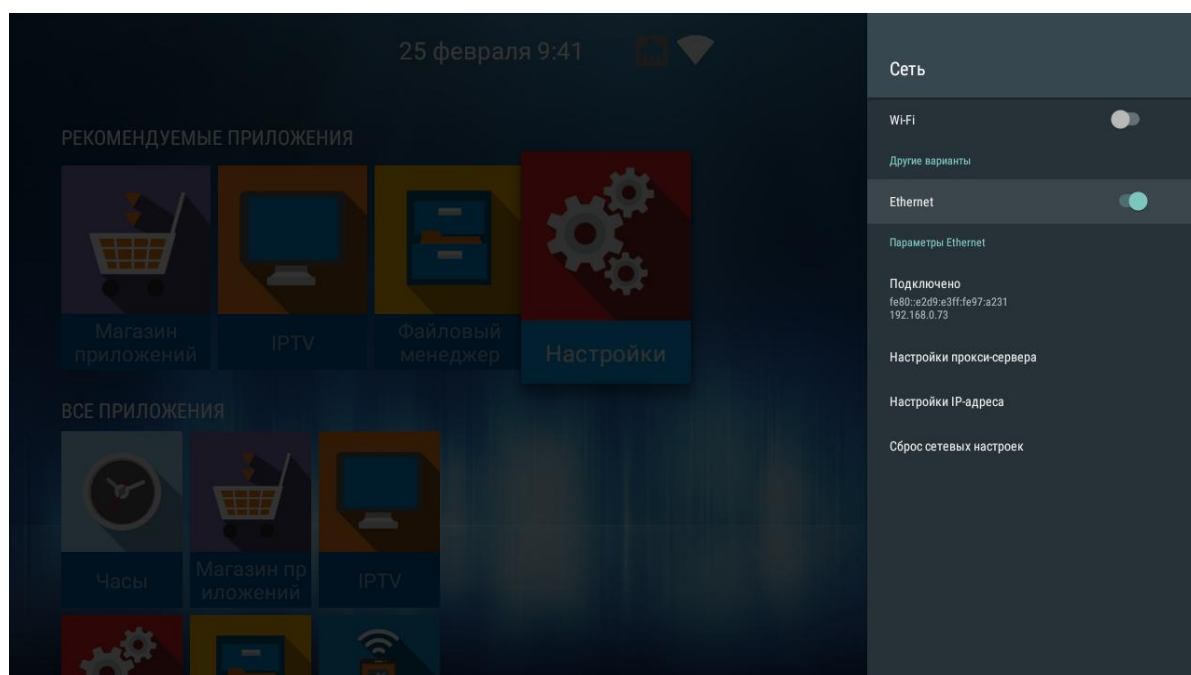 25 февраля 9:41
РЕКОМЕНДУЕМЫЕ ПРИЛОЖЕНИЯ
Магазин
приложений
IPTV
Файловый
менеджер
Настройки
ВСЕ ПРИЛОЖЕНИЯ
Часы
Магазин пр
иложений
IPTV
Сеть
Wi-Fi
Другие варианты
Ethernet
Параметры Ethernet
Подключено
fe80::e2d9:e3ff:fe97:a231
192.168.0.73
Настройки прокси-сервера
Настройки IP-адреса
Сброс сетевых настроек